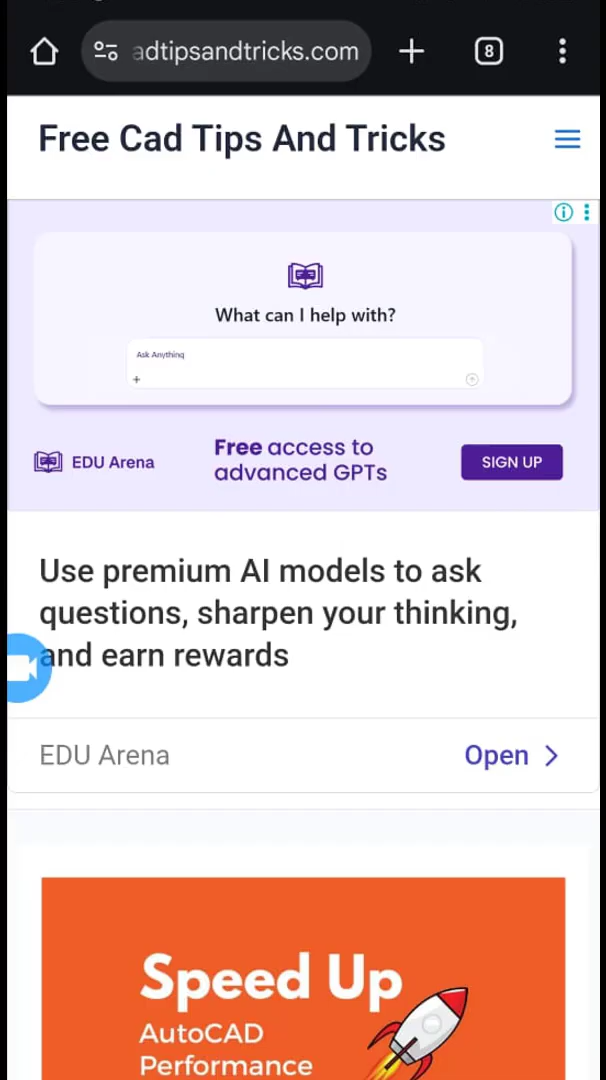 adtipsandtricks.com
8
Free Cad Tips And Tricks
What can I help with?
Ask Anything
EDU Arena
Free access to
advanced GPTs
SIGN UP
Use premium AI models to ask
questions, sharpen your thinking,
and earn rewards
EDU Arena
Open
Speed Up
AutoCAD
Performance